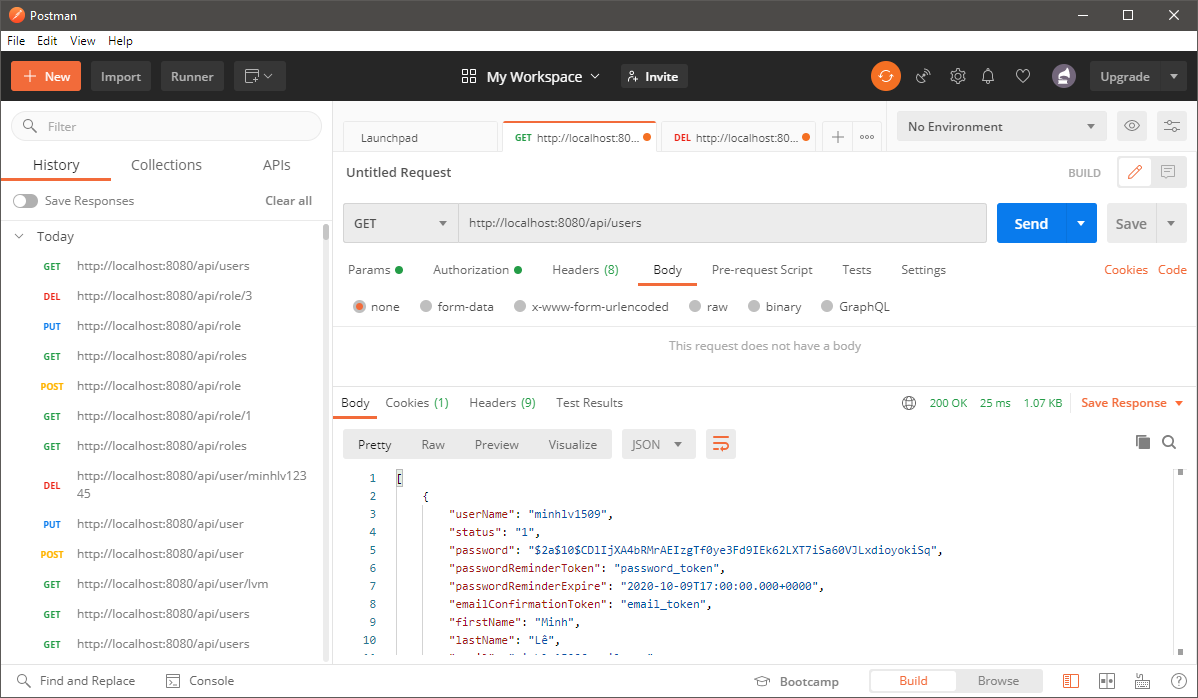 Postman
File Edit View Help
New Import Runner My Workspace Invite Upgrade
Filter
History Collections APIs
Save Responses Clear all
Today
GET http://localhost:8080/api/users
DEL http://localhost:8080/api/role/3
PUT http://localhost:8080/api/role
GET http://localhost:8080/api/roles
POST http://localhost:8080/api/role
GET http://localhost:8080/api/role/1
GET http://localhost:8080/api/roles
DEL http://localhost:8080/api/user/minhlv123
45
PUT http://localhost:8080/api/user
POST http://localhost:8080/api/user
GET http://localhost:8080/api/user/lvm
GET http://localhost:8080/api/users
GET http://localhost:8080/api/users
Launchpad GET http://localhost:80... DEL http://localhost:80... No Environment
Untitled Request BUILD
GET http://localhost:8080/api/users Send Save
Params Authorization Headers (8) Body Pre-request Script Tests Settings Cookies Code
none form-data x-www-form-urlencoded raw binary GraphQL
This request does not have a body
Body Cookies (1) Headers (9) Test Results 200 OK 25 ms 1.07 KB Save Response
Pretty Raw Preview Visualize JSON
1 [
2 {
3 "userName": "minhlv1509",
4 "status": "1",
5 "password": "$2a$10$CDlIjXA4bRMrAEIzgTf0ye3Fd9IEk62LXT7iSa60VJLxdioyokiSq",
6 "passwordReminderToken": "password_token",
7 "passwordReminderExpire": "2020-10-09T17:00:00.000+0000",
8 "emailConfirmationToken": "email_token",
9 "firstName": "Minh",
10 "lastName": "Lê",
Find and Replace Console Bootcamp Build Browse